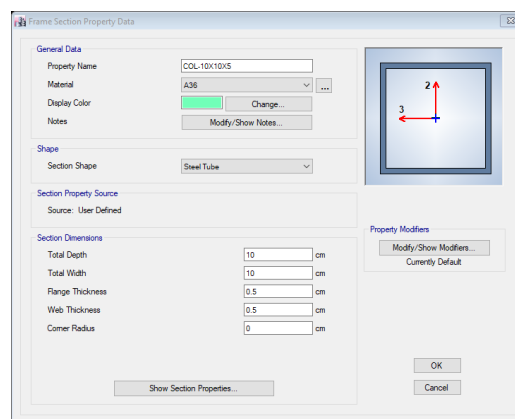 Frame Section Property Data
General Data
Property Name COL-10X10X5
Material A36 ...
Display Color Change...
Notes Modify/Show Notes...
Shape
Section Shape Steel Tube
Section Property Source
Source: User Defined
Section Dimensions
Total Depth 10 cm
Total Width 10 cm
Flange Thickness 0.5 cm
Web Thickness 0.5 cm
Corner Radius 0 cm
Show Section Properties...
2
3
Property Modifiers
Modify/Show Modifiers...
Currently Default
OK
Cancel